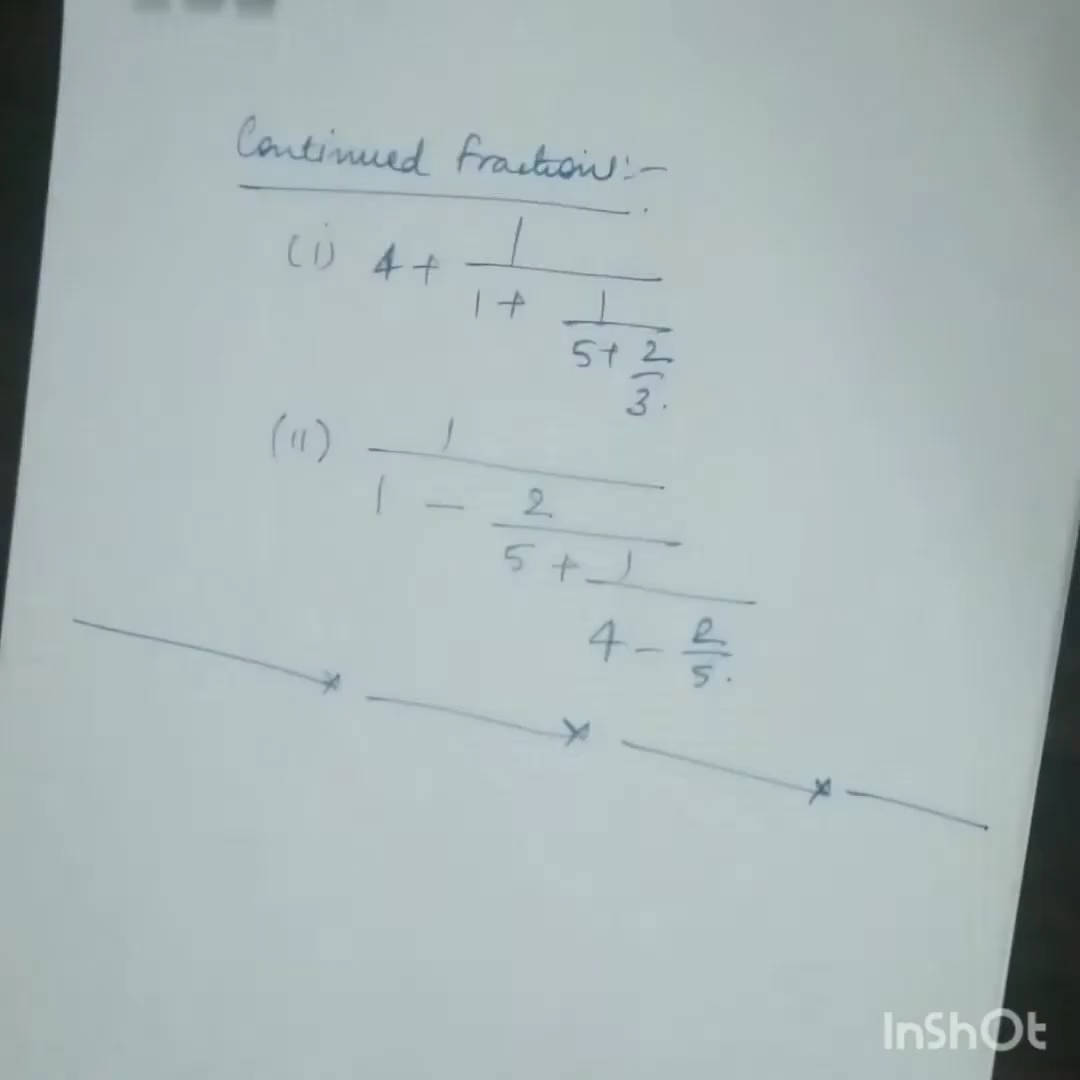 Continued fraction:-
(i) 4 + 1
1 + 1
5 + 2
3.
(ii) 1
1 - 2
5 + 1
4 - 2
5.
InShOt